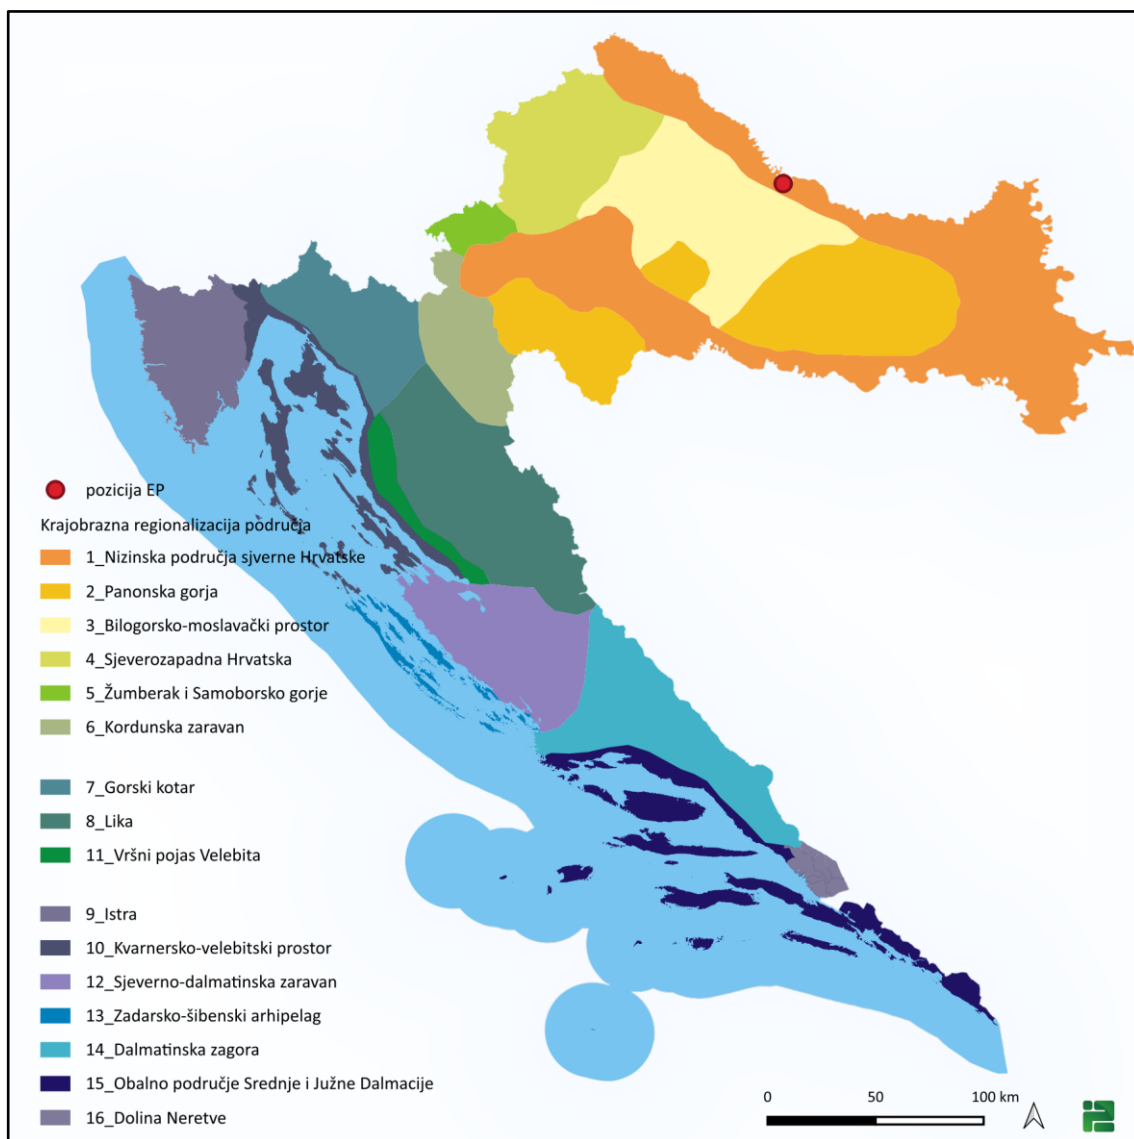 pozicija EP
Krajobrazna regionalizacija područja
1_Nizinska područja sjverne Hrvatske
2_Panonska gorja
3_Bilogorsko-moslavački prostor
4_Sjeverozapadna Hrvatska
5_Žumberak i Samoborsko gorje
6_Kordunska zaravan
7_Gorski kotar
8_Lika
11_Vršni pojas Velebita
9_Istra
10_Kvarnersko-velebitski prostor
12_Sjeverno-dalmatinska zaravan
13_Zadarsko-šibenski arhipelag
14_Dalmatinska zagora
15_Obalno područje Srednje i Južne Dalmacije
16_Dolina Neretve
0 50 100 km